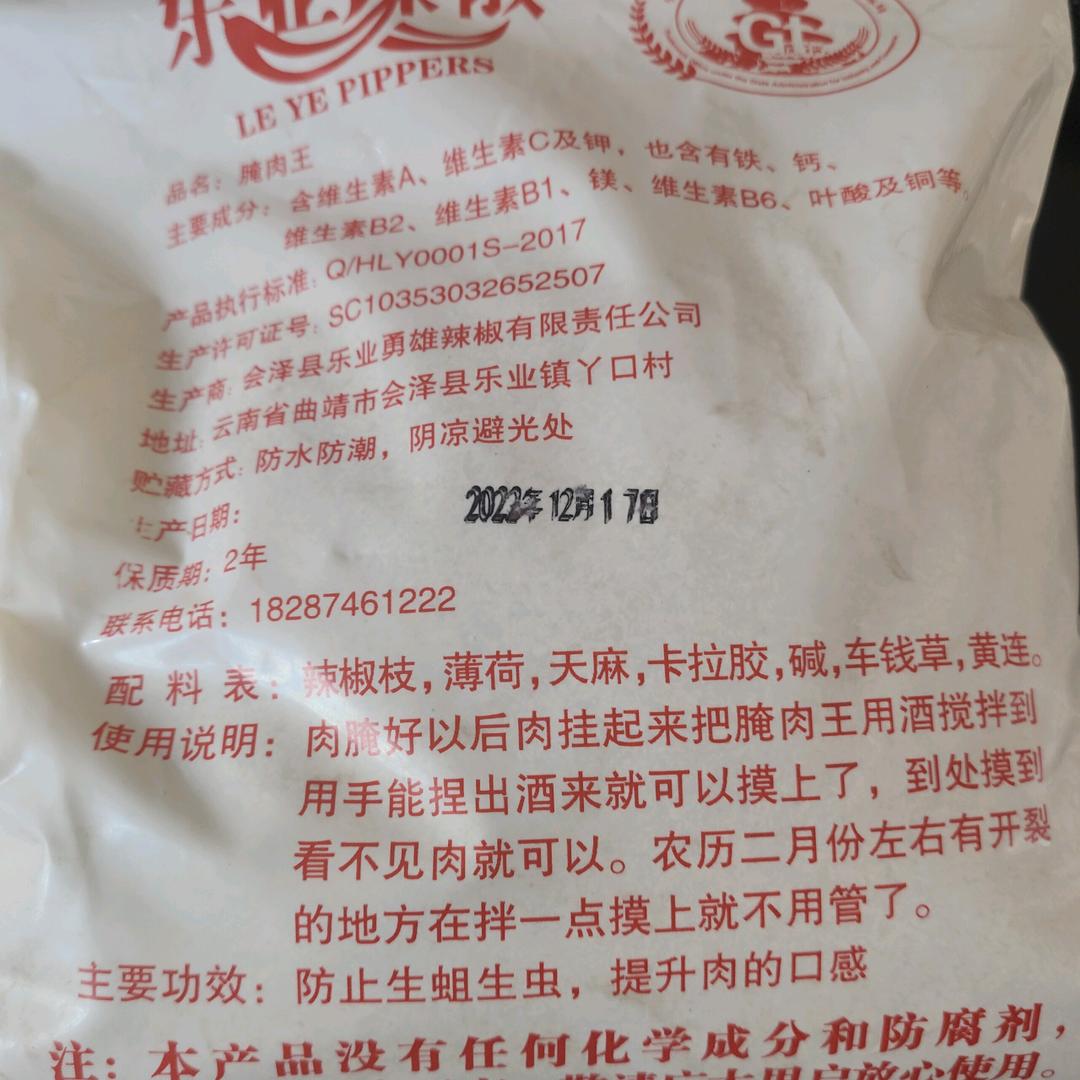 LE YE PIPPERS
品名：腌肉王
主要成分：含维生素A、维生素C及钾，也含有铁、钙、
维生素B2、维生素B1、镁、维生素B6、叶酸及铜等。
产品执行标准：Q/HLY0001S-2017
生产许可证号：SC10353032652507
生产商：会泽县乐业勇雄辣椒有限责任公司
地址：云南省曲靖市会泽县乐业镇丫口村
贮藏方式：防水防潮，阴凉避光处
生产日期：
12月17日
保质期：2年
联系电话：18287461222
配料表：辣椒枝，薄荷，天麻，卡拉胶，碱，车钱草，黄连。
使用说明：肉腌好以后肉挂起来把腌肉王用酒搅拌到
用手能捏出酒来就可以摸上了，到处摸到
看不见肉就可以。农历二月份左右有开裂
的地方在拌一点摸上就不用管了。
主要功效：防止生蛆生虫，提升肉的口感
注：本产品没有任何化学成分和防腐剂，